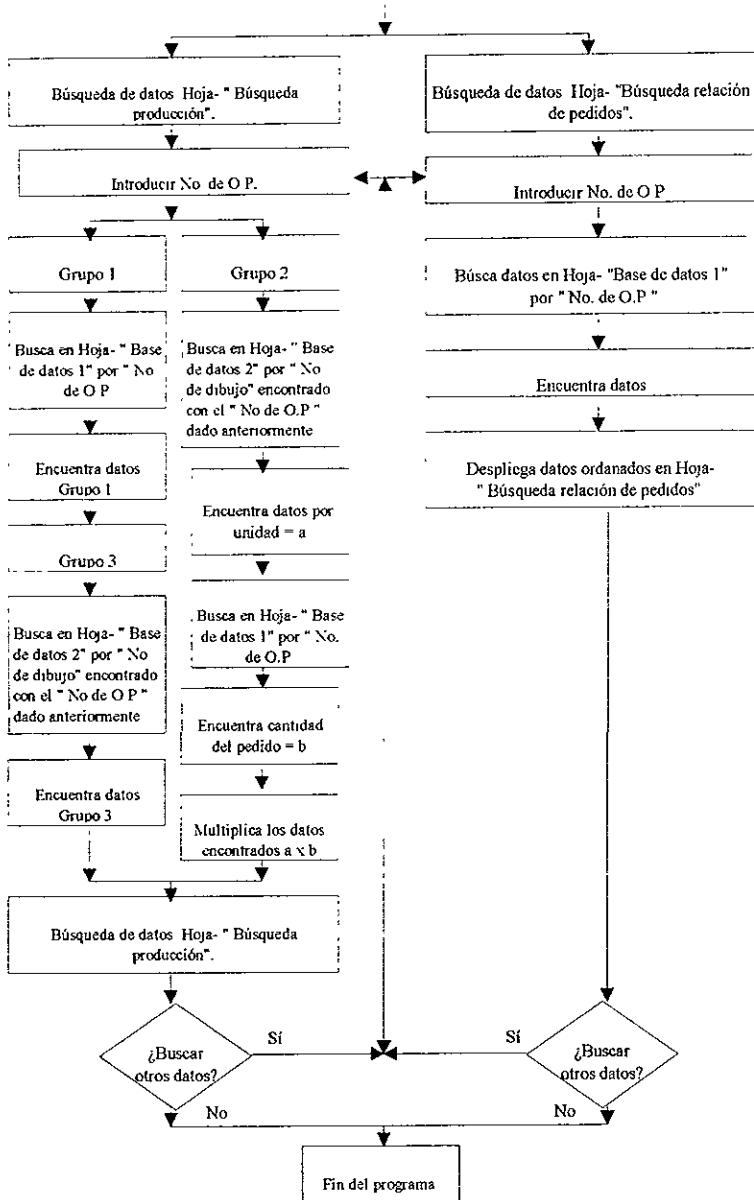 Búsqueda de datos Hoja- " Búsqueda
producción".
Introducir No de O P.
Grupo 1
Busca en Hoja- " Base
de datos 1" por " No
de O P
Encuentra datos
Grupo 1
Grupo 3
Busca en Hoja- " Base
de datos 2" por " No
de dibujo" encontrado
con el " No de O P "
dado anteriormente
Encuentra datos
Grupo 3
Grupo 2
Busca en Hoja- " Base
de datos 2" por " No
de dibujo" encontrado
con el " No de O.P "
dado anteriormente
Encuentra datos por
unidad = a
Busca en Hoja- " Base
de datos 1" por " No.
de O.P
Encuentra cantidad
del pedido = b
Multiplica los datos
encontrados a x b
Búsqueda de datos Hoja- " Búsqueda
producción".
¿Buscar
otros datos?
Sí
No
Búsqueda de datos Hoja- "Búsqueda relación
de pedidos".
Introducir No. de O P
Búsca datos en Hoja- "Base de datos 1"
por " No. de O.P "
Encuentra datos
Despliega datos ordanados en Hoja-
" Búsqueda relación de pedidos"
¿Buscar
otros datos?
Sí
No
Fin del programa